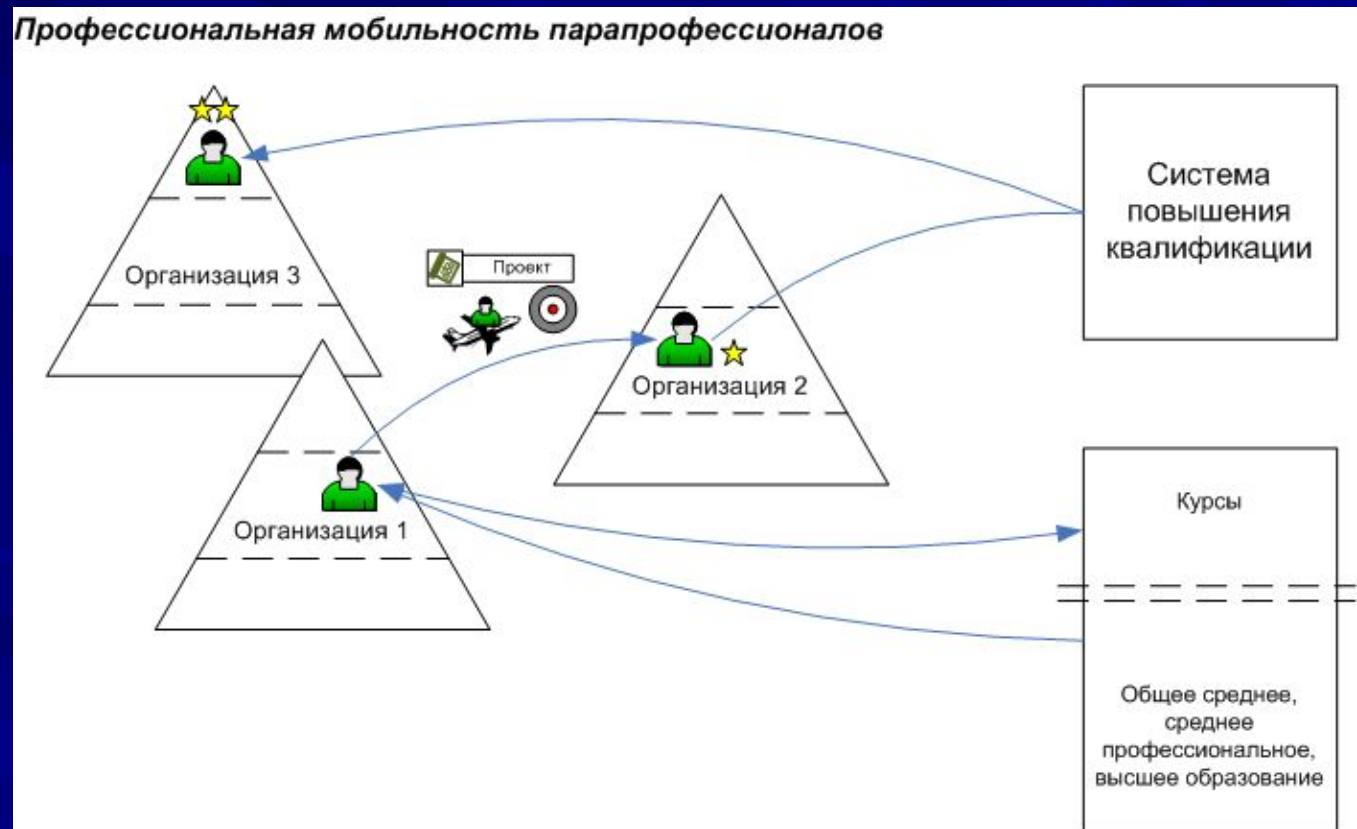 Профессиональная мобильность парапрофессионалов
Организация 3
Проект
Организация 2
Организация 1
Система
повышения
квалификации
Курсы
Общее среднее,
среднее
профессиональное,
высшее образование